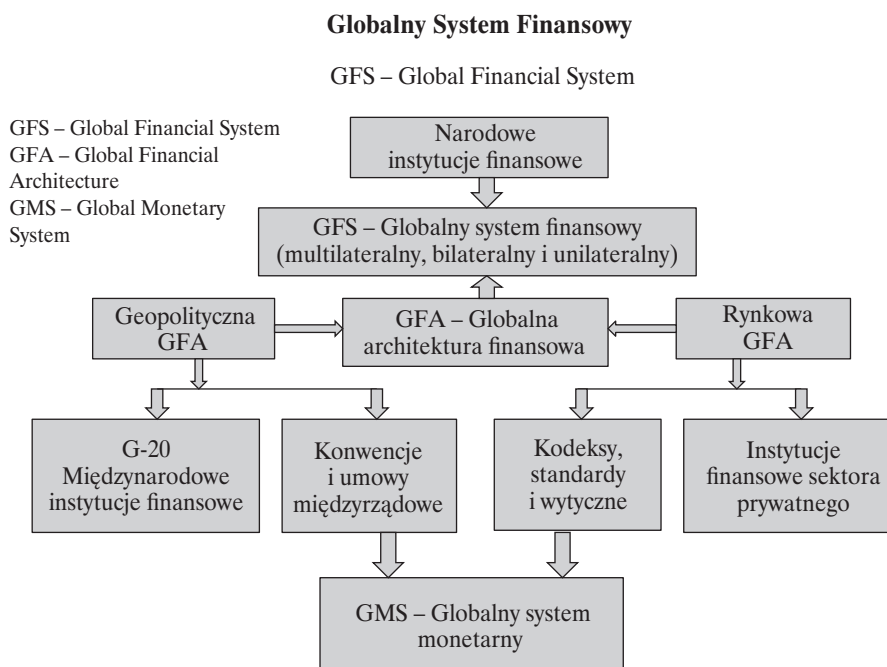 Globalny System Finansowy
GFS – Global Financial System
GFS – Global Financial System
GFA – Global Financial
Architecture
GMS – Global Monetary
System
Narodowe
instytucje finansowe
GFS – Globalny system finansowy
(multilateralny, bilateralny i unilateralny)
Geopolityczna
GFA
GFA – Globalna
architektura finansowa
Rynkowa
GFA
G-20
Międzynarodowe
instytucje finansowe
Konwencje
i umowy
międzyrządowe
Kodeksy,
standardy
i wytyczne
Instytucje
finansowe sektora
prywatnego
GMS – Globalny system
monetarny